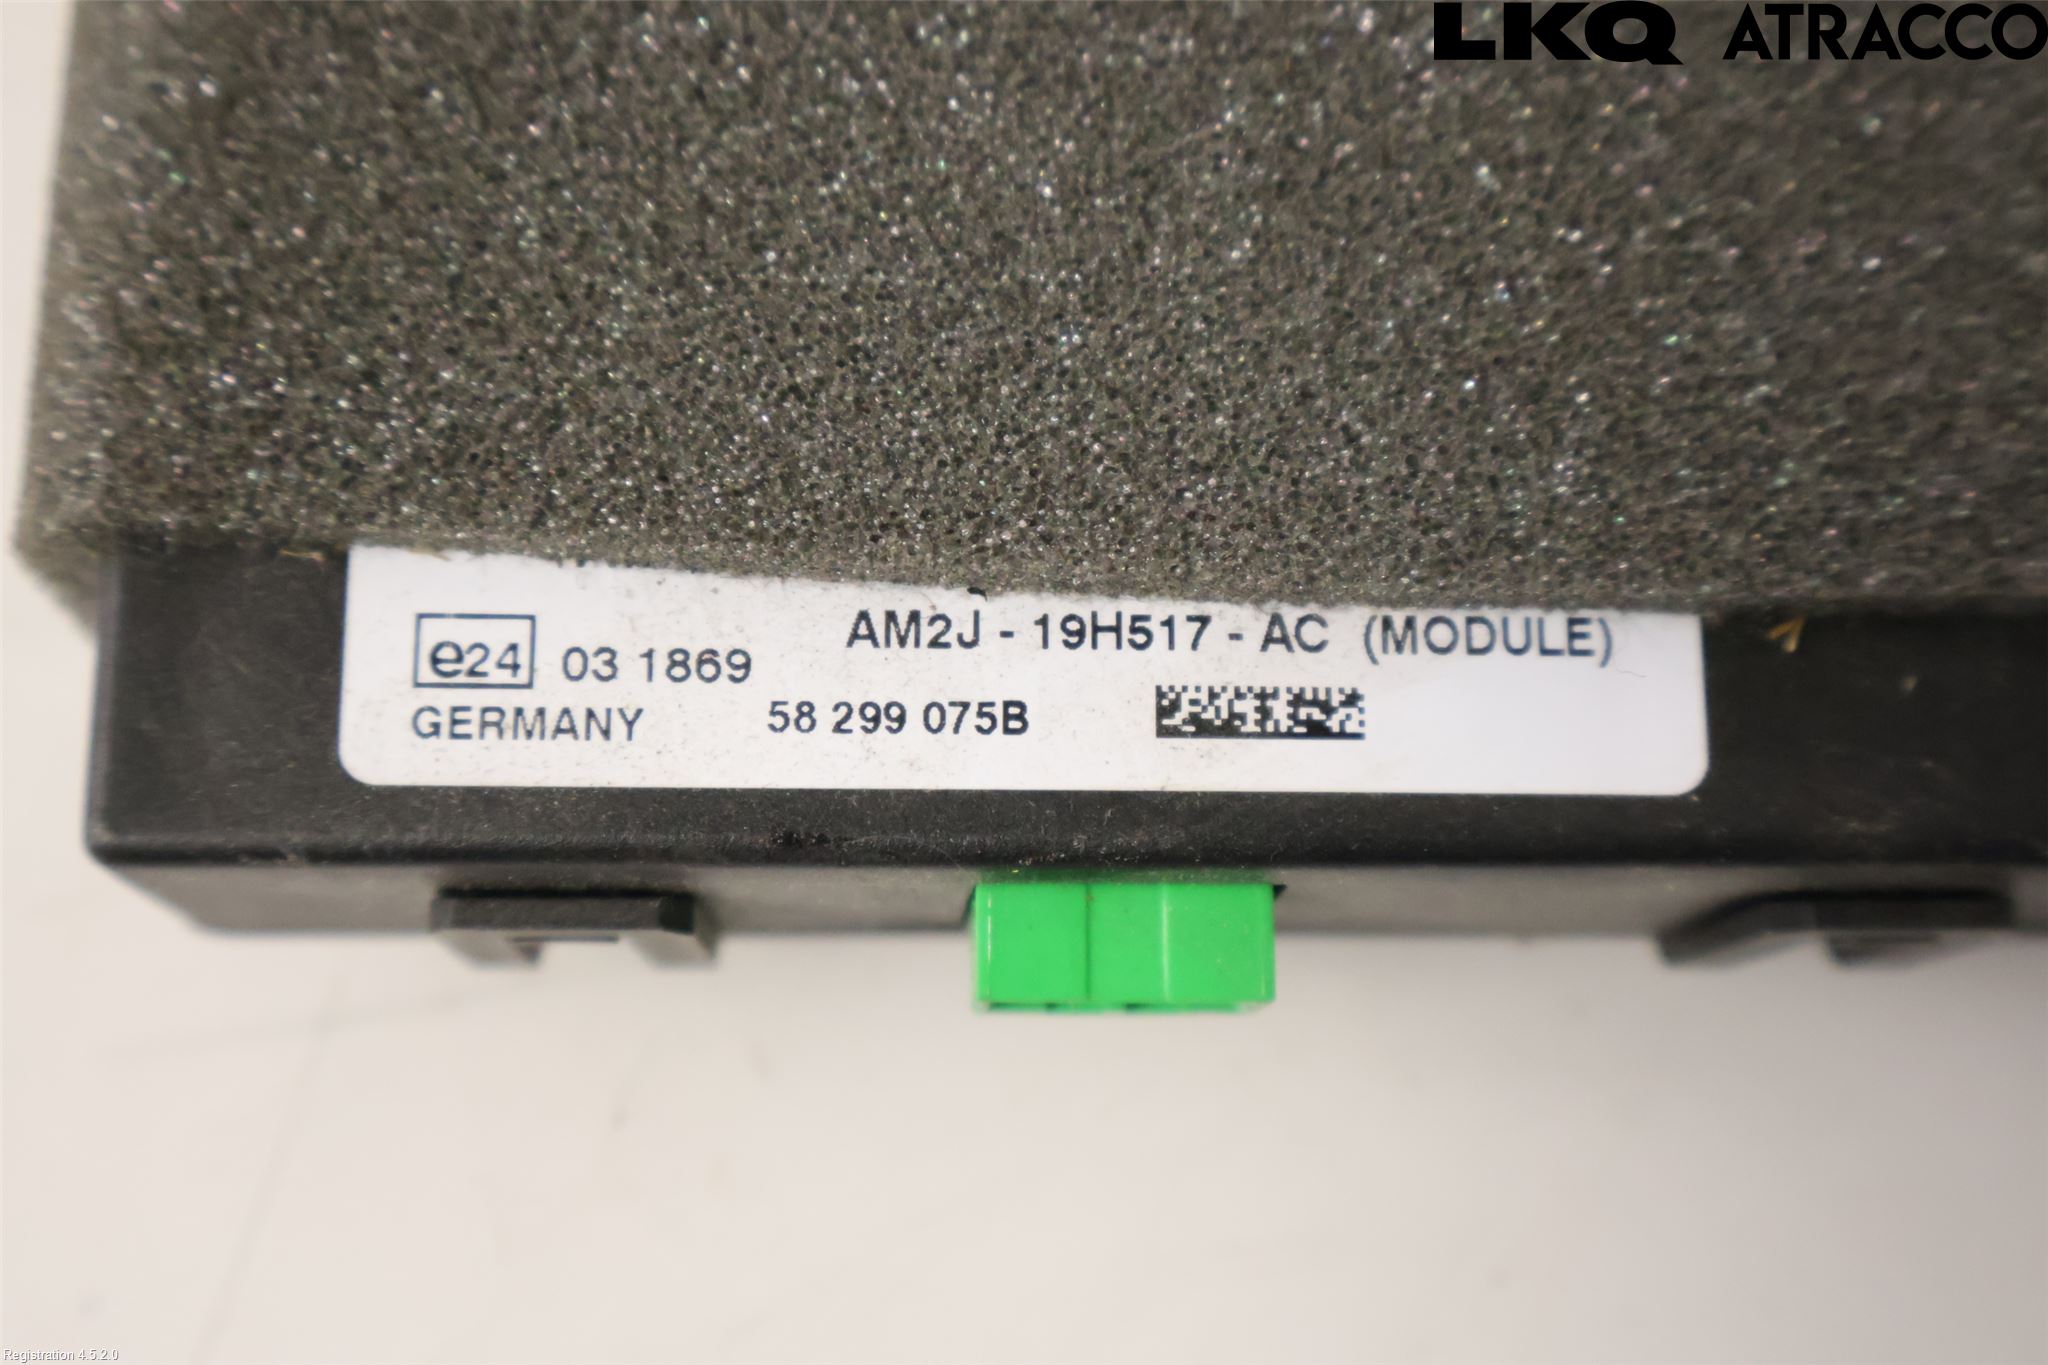 LKQ ATRACCO
AM2J - 19H517 - AC (MODULE)
e24 03 1869
GERMANY 58 299 075B
Registration 4.5.2.0